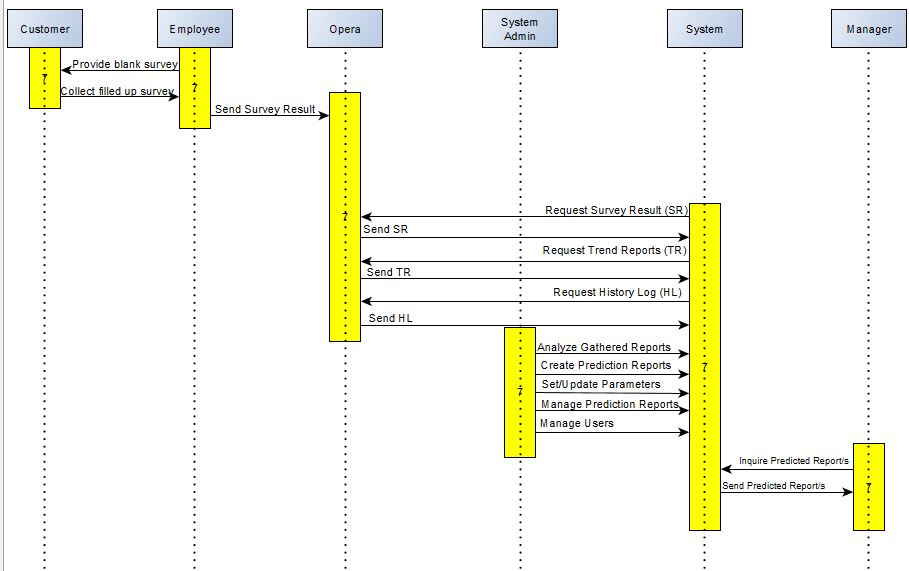 Customer
Employee
Opera
System
Admin
System
Manager
Provide blank survey
Collect filled up survey
Send Survey Result
Request Survey Result (SR)
Send SR
Request Trend Reports (TR)
Send TR
Request History Log (HL)
Send HL
Analyze Gathered Reports
Create Prediction Reports
Set/Update Parameters
Manage Prediction Reports
Manage Users
Inquire Predicted Report/s
Send Predicted Report/s